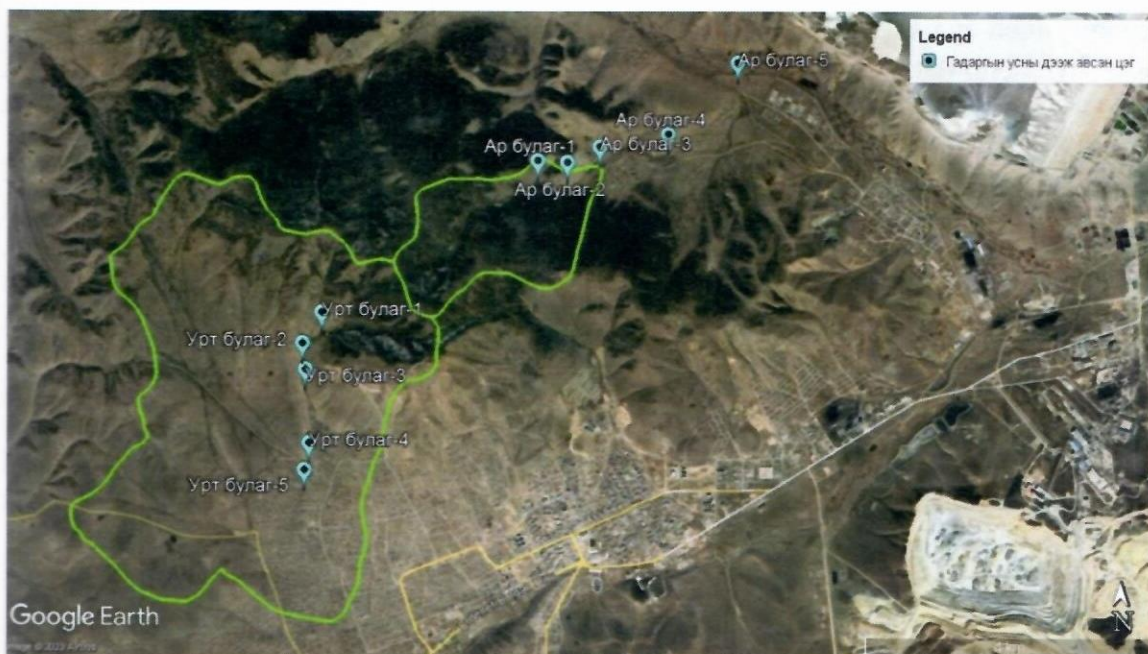 Legend
Гадаргын усны дээж авсан цэг
Ар булаг-5
Ар булаг-4
Ар булаг-3
Ар булаг-1
Ар булаг-2
Урт булаг-1
Урт булаг-2
Урт булаг-3
Урт булаг-4
Урт булаг-5
Google Earth
N